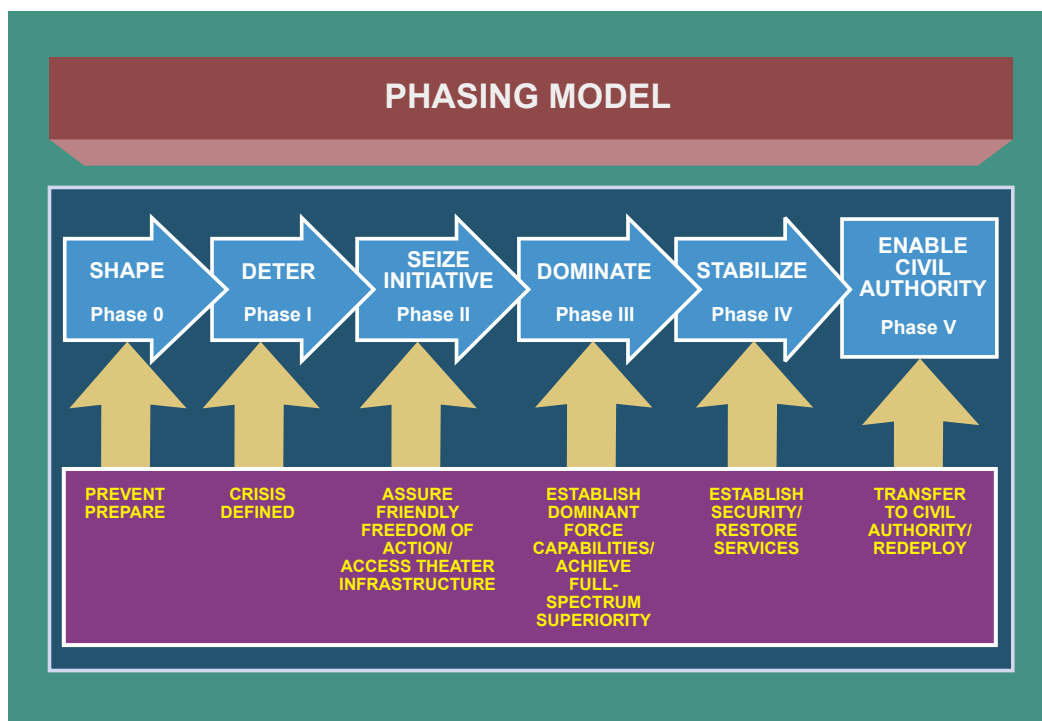 PHASING MODEL
SHAPE
Phase 0
DETER
Phase I
SEIZE
INITIATIVE
Phase II
DOMINATE
Phase III
STABILIZE
Phase IV
ENABLE
CIVIL
AUTHORITY
Phase V
PREVENT
PREPARE
CRISIS
DEFINED
ASSURE
FRIENDLY
FREEDOM OF
ACTION/
ACCESS THEATER
INFRASTRUCTURE
ESTABLISH
DOMINANT
FORCE
CAPABILITIES/
ACHIEVE
FULL-
SPECTRUM
SUPERIORITY
ESTABLISH
SECURITY/
RESTORE
SERVICES
TRANSFER
TO CIVIL
AUTHORITY/
REDEPLOY